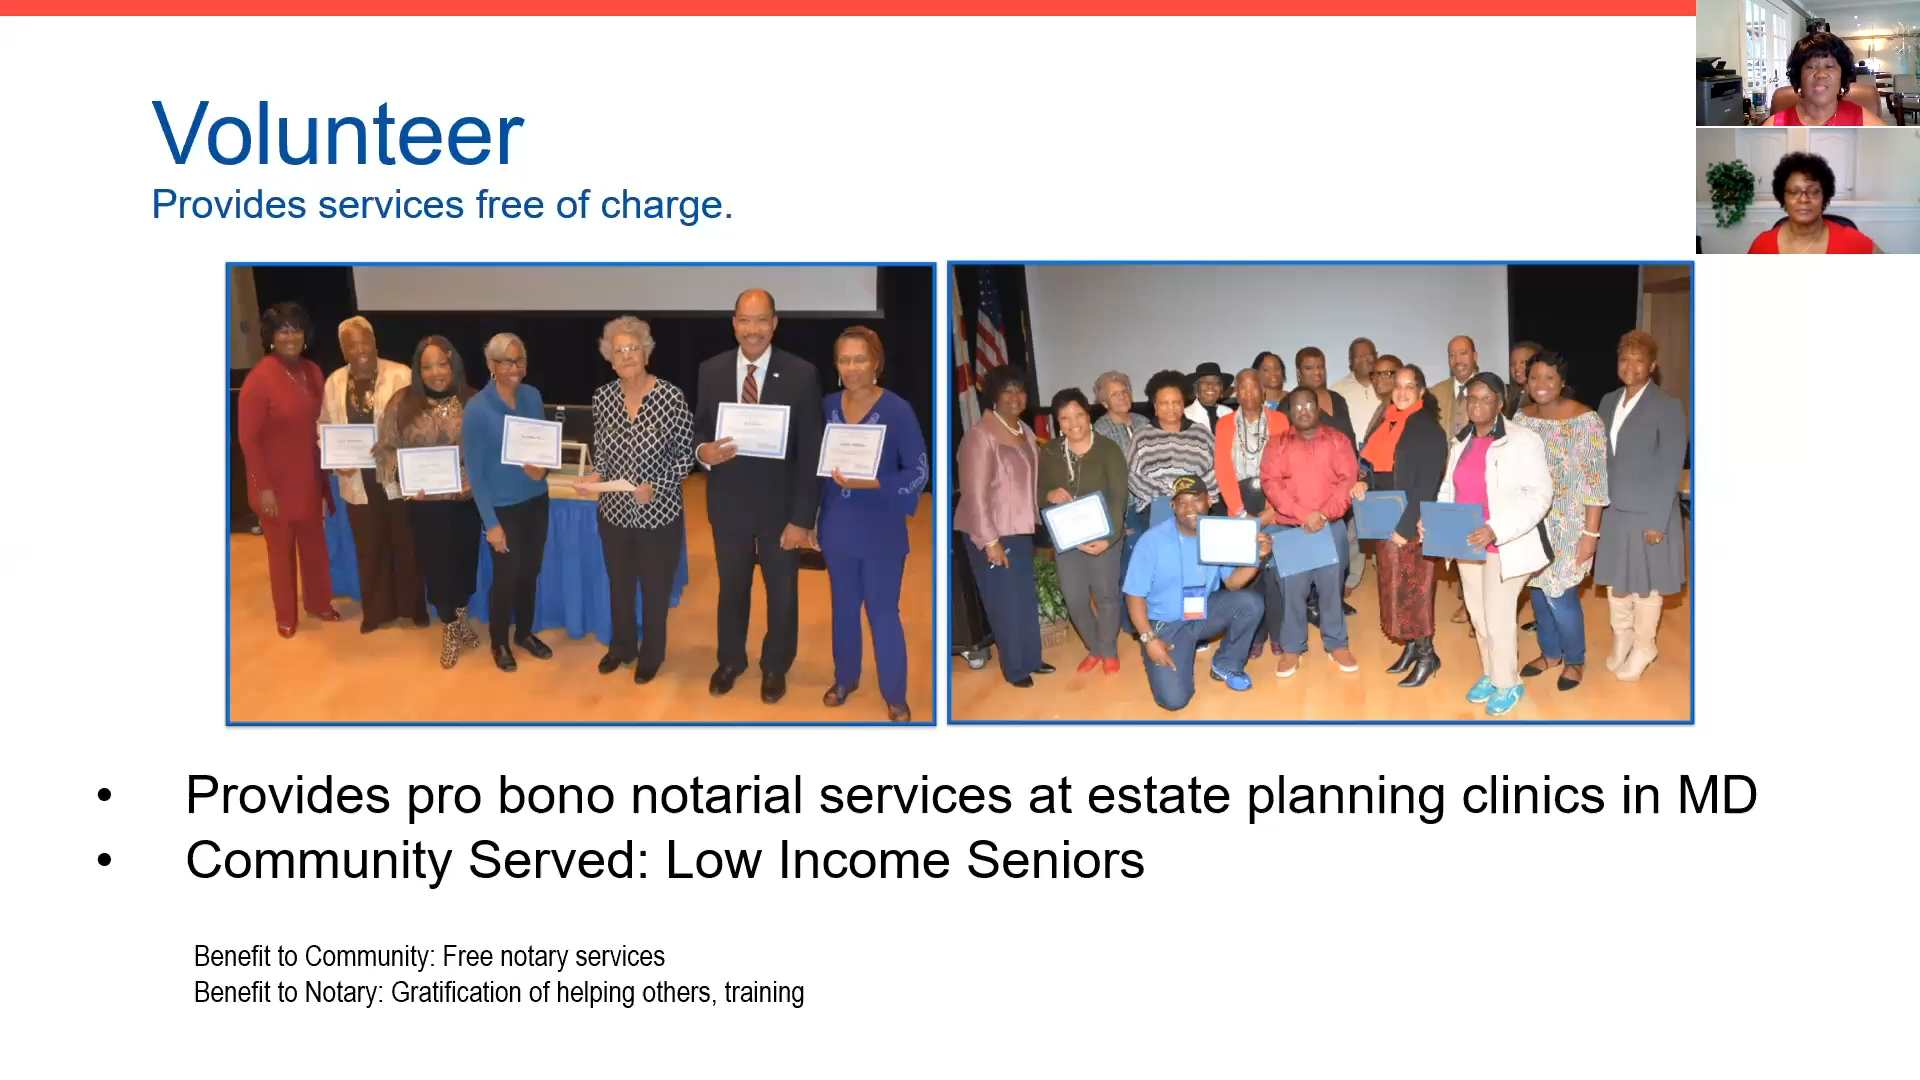 Volunteer
Provides services free of charge.
• Provides pro bono notarial services at estate planning clinics in MD
• Community Served: Low Income Seniors
Benefit to Community: Free notary services
Benefit to Notary: Gratification of helping others, training